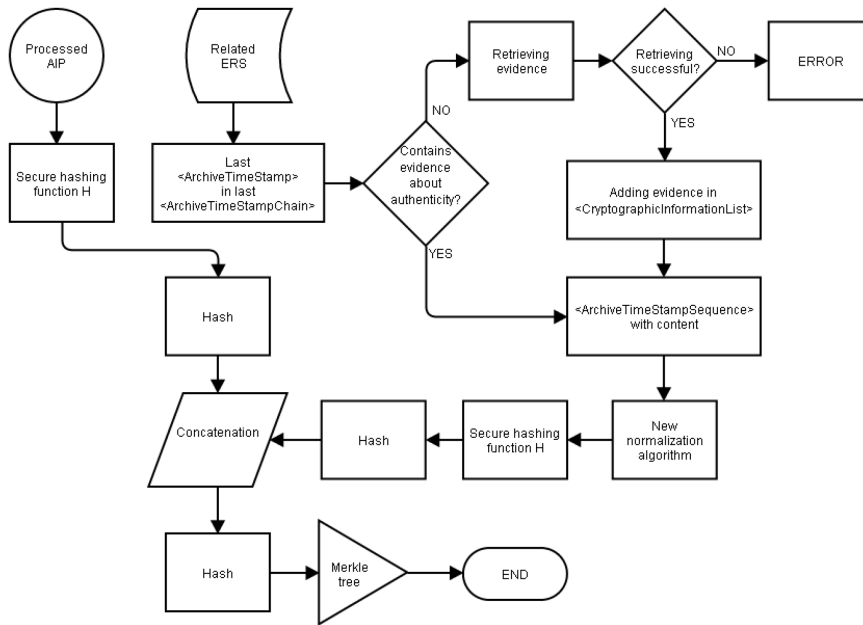 Processed
AIP
Related
ERS
Retrieving
evidence
Retrieving
successful?
NO
ERROR
NO
YES
Secure hashing
function H
Last
<ArchiveTimeStamp>
in last
<ArchiveTimeStampChain>
Contains
evidence
about
authenticity?
Adding evidence in
<CryptographicInformationList>
YES
Hash
<ArchiveTimeStampSequence>
with content
Concatenation
Hash
Secure hashing
function H
New
normalization
algorithm
Hash
Merkle
tree
END